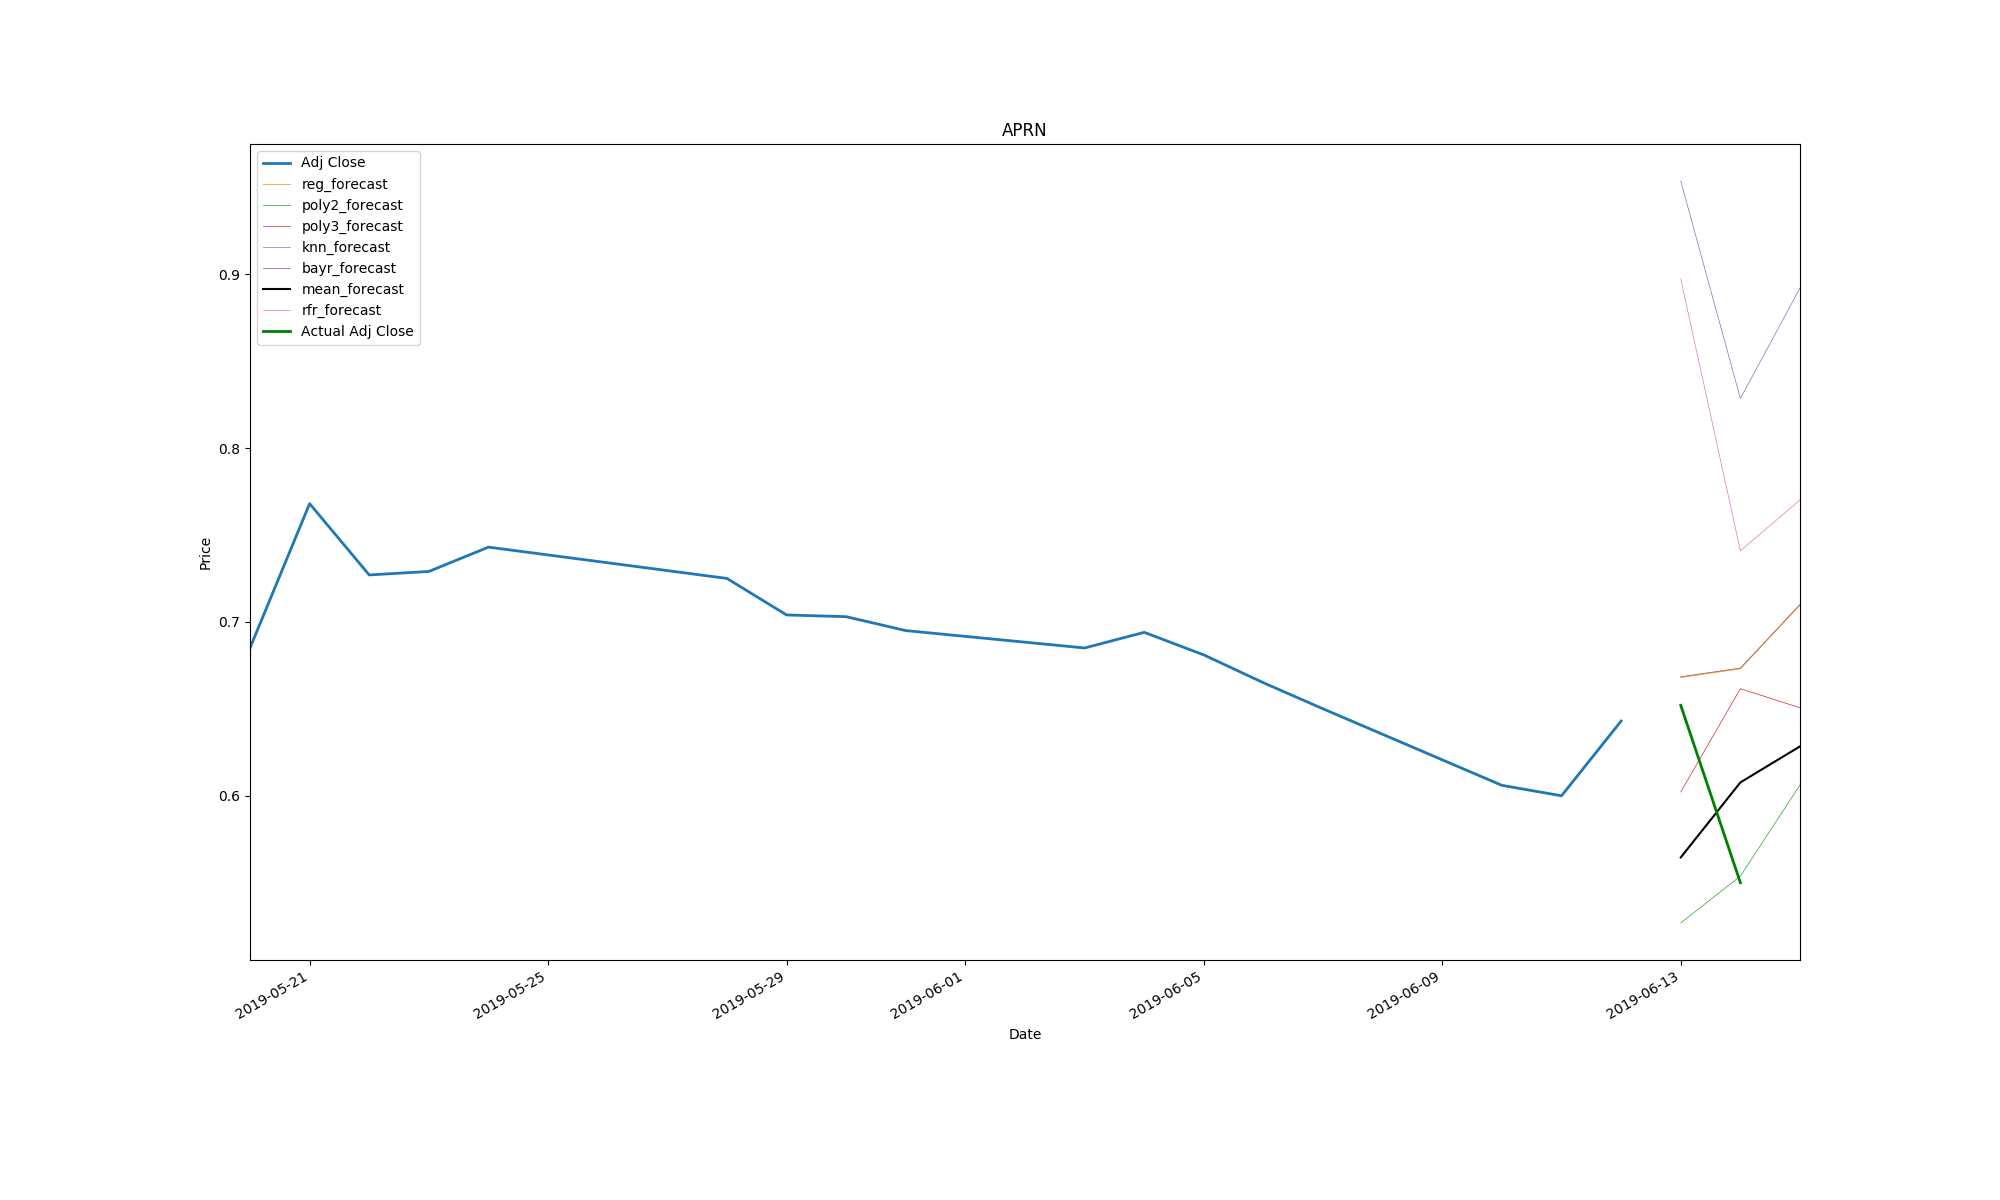 APRN
Adj Close
reg_forecast
poly2_forecast
poly3_forecast
knn_forecast
bayr_forecast
mean_forecast
rfr_forecast
Actual Adj Close
0.9
0.8
0.7
0.6
Price
2019-05-21
2019-05-25
2019-05-29
2019-06-01
2019-06-05
2019-06-09
2019-06-13
Date